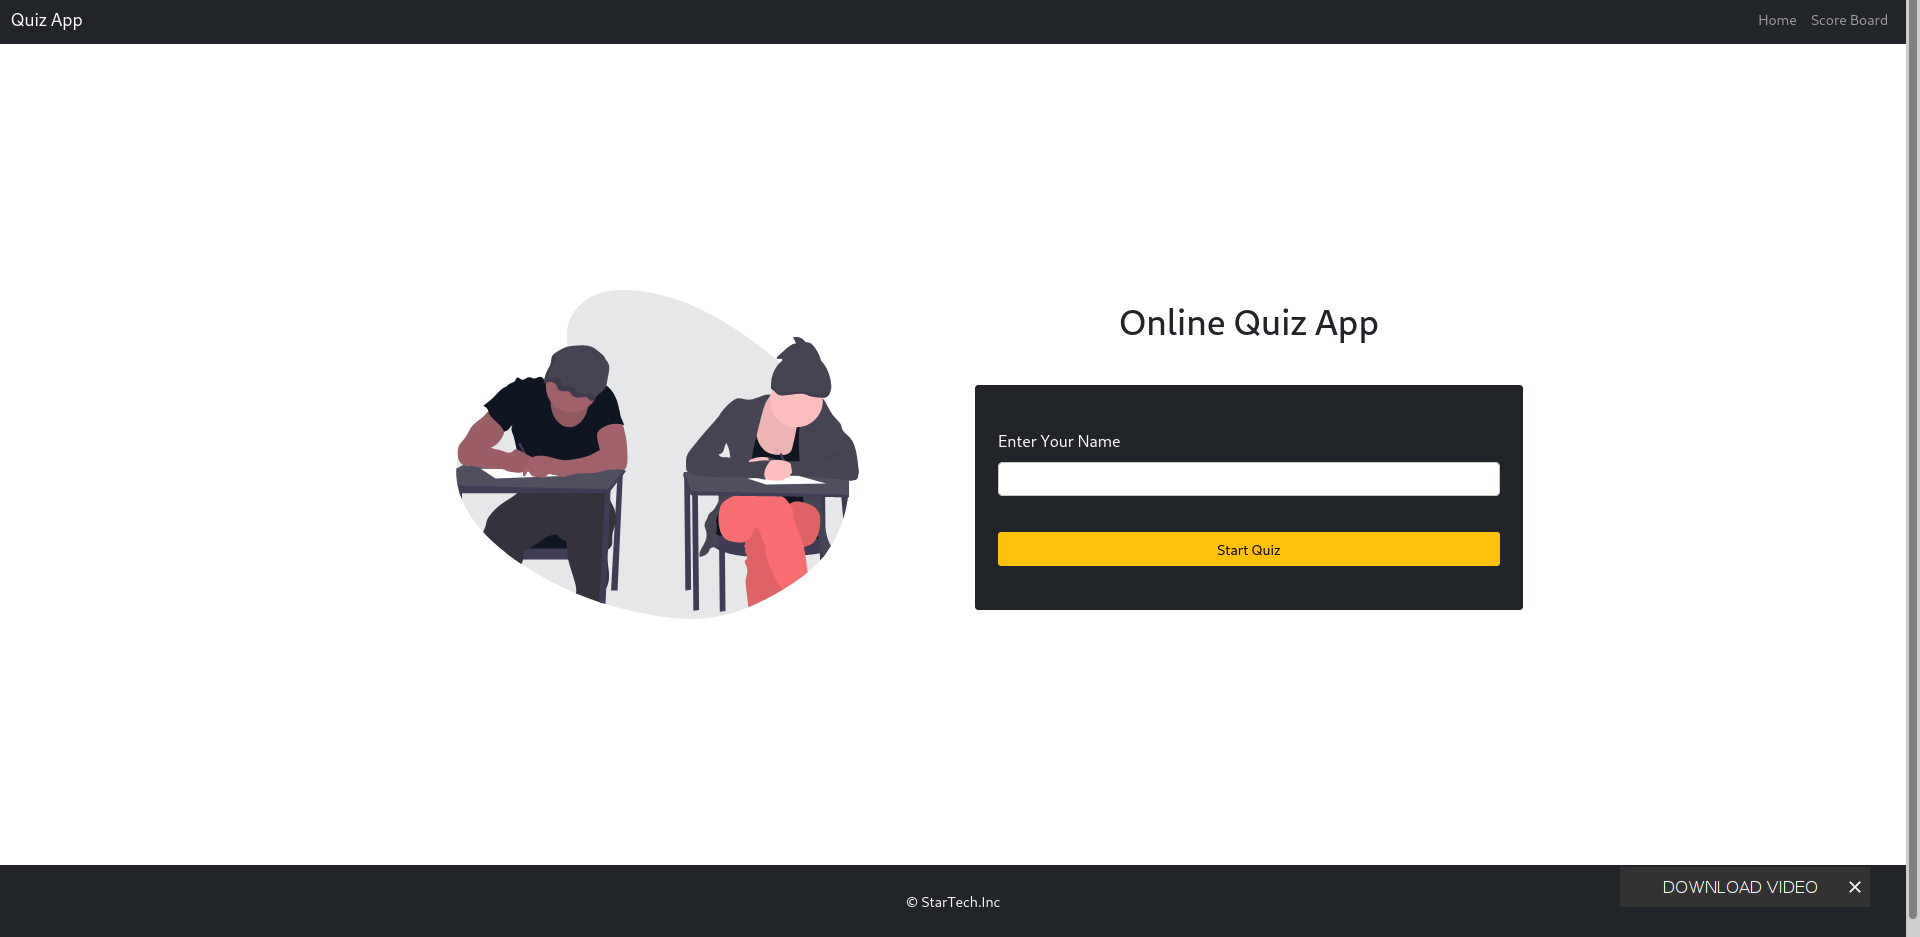 Quiz App
Home Score Board
Online Quiz App
Enter Your Name
Start Quiz
© StarTech.Inc
DOWNLOAD VIDEO ✕